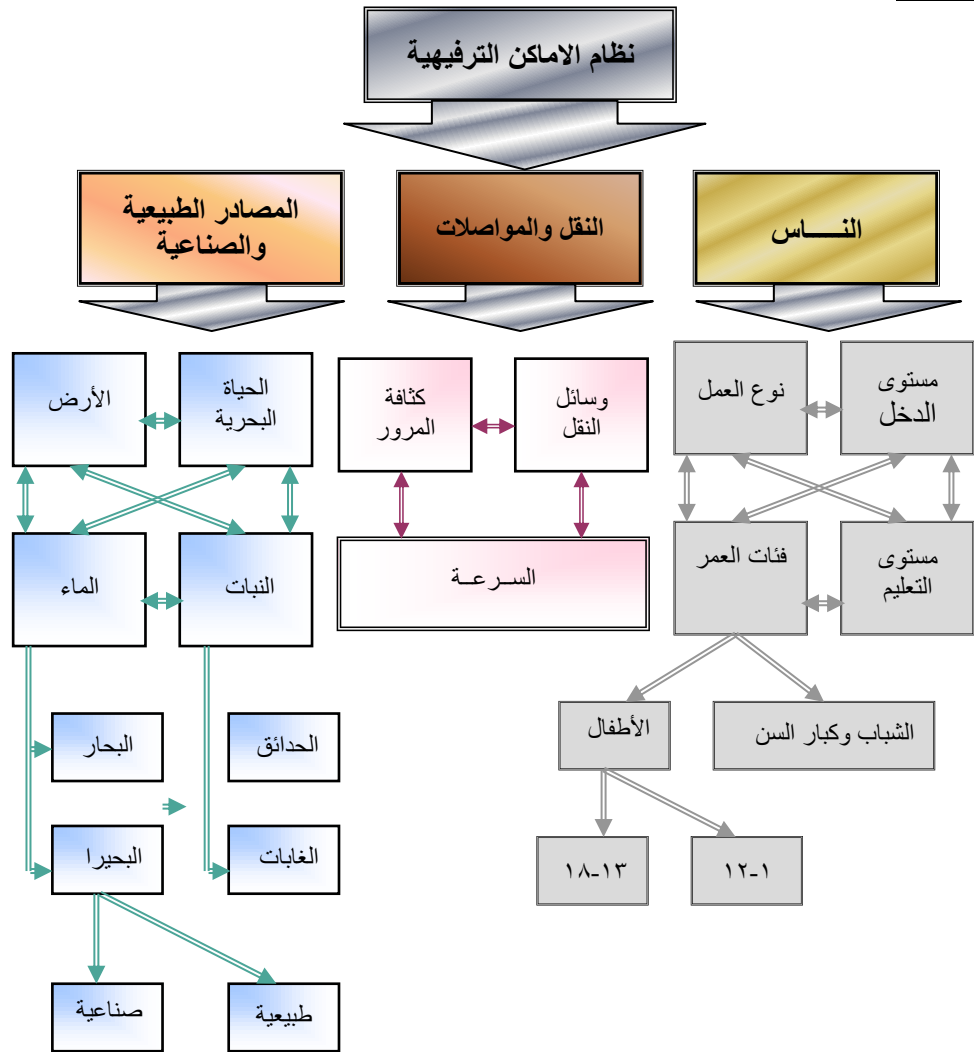 نظام الاماكن الترفيهية
النـــــاس
النقل والمواصلات
المصادر الطبيعية
والصناعية
مستوى
الدخل
نوع العمل
وسائل
النقل
كثافة
المرور
الحياة
البحرية
الأرض
مستوى
التعليم
فئات العمر
الســرعــة
النبات
الماء
الشباب وكبار السن
الأطفال
الحدائق
البحار
١-١٢
١٣-١٨
الغابات
البحيرا
طبيعية
صناعية